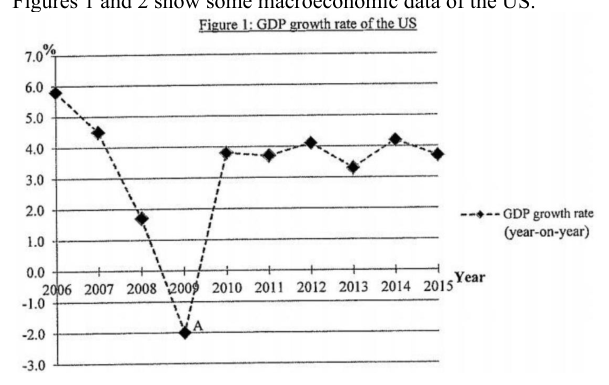 Figures 1 and 2 show some macroeconomic data of the US.
Figure 1: GDP growth rate of the US
%
7.0
6.0
5.0
4.0
3.0
2.0
1.0
0.0
2006 2007 2008 2009 2010 2011 2012 2013 2014 2015 Year
-1.0
A
-2.0
-3.0
GDP growth rate
(year-on-year)